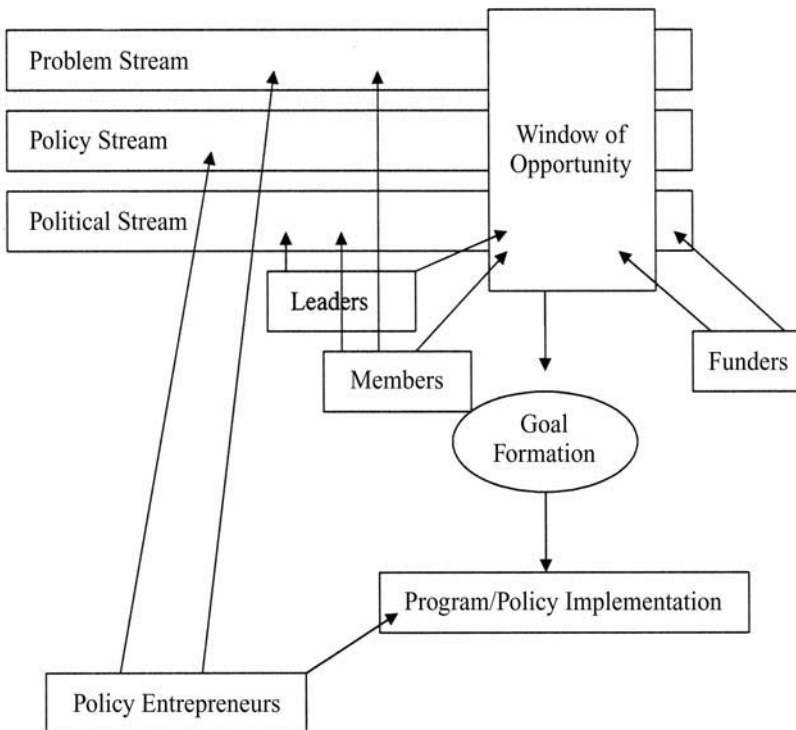 Problem Stream
Policy Stream
Political Stream
Window of
Opportunity
Leaders
Members
Funders
Goal
Formation
Program/Policy Implementation
Policy Entrepreneurs